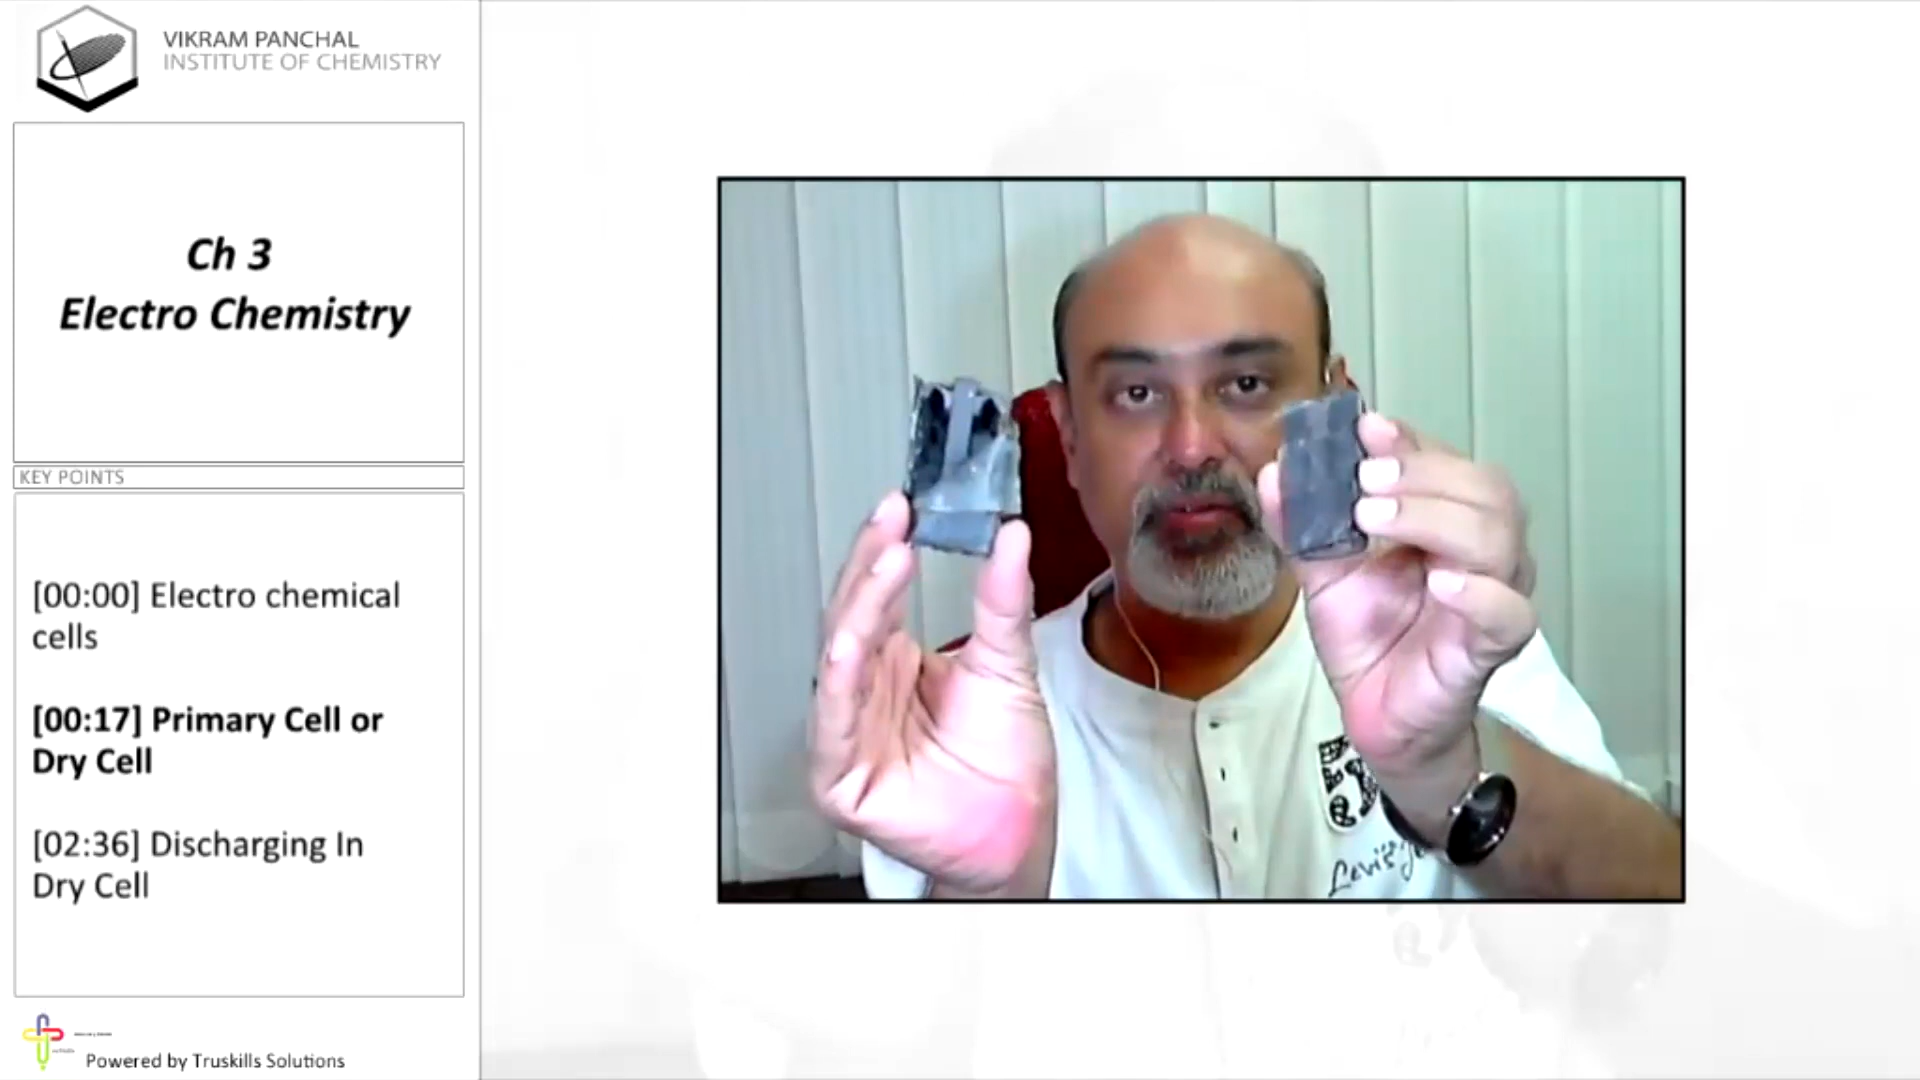 VIKRAM PANCHAL
INSTITUTE OF CHEMISTRY
Ch 3
Electro Chemistry
KEY POINTS
[00:00] Electro chemical
cells
[00:17] Primary Cell or
Dry Cell
[02:36] Discharging In
Dry Cell
Powered by Truskills Solutions
Levi's